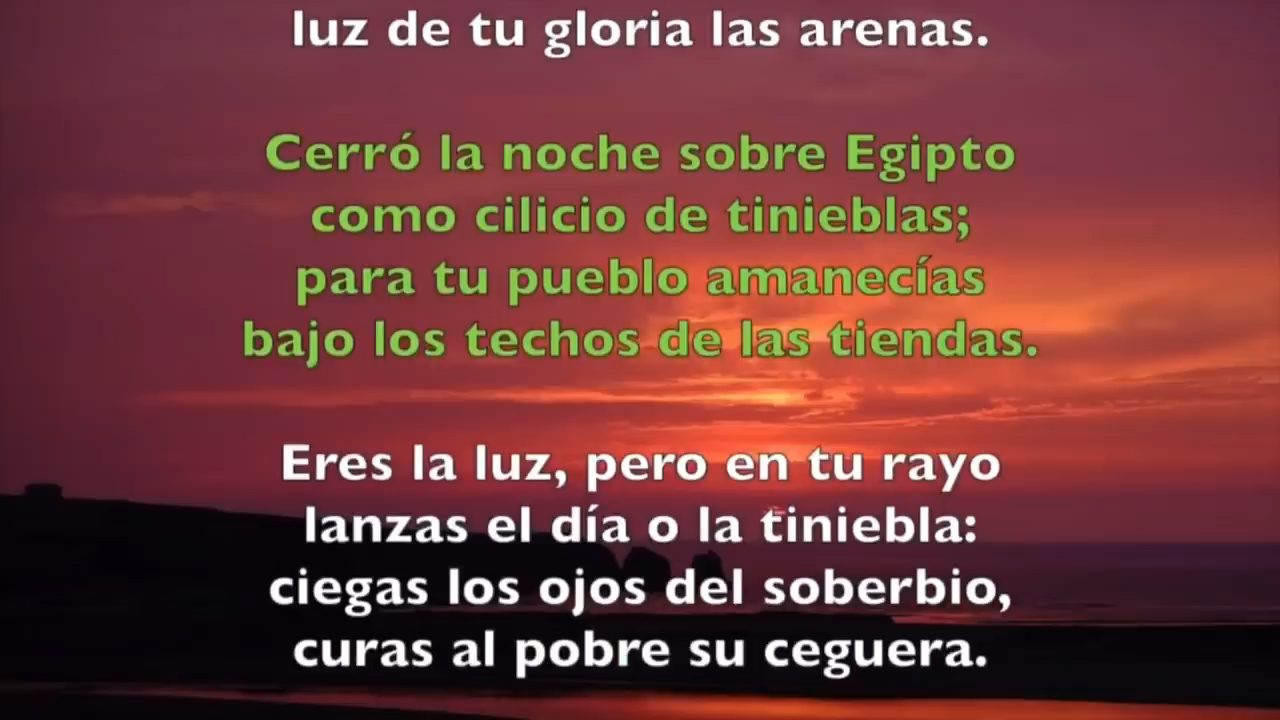 luz de tu gloria las arenas.
Cerró la noche sobre Egipto
como cilicio de tinieblas;
para tu pueblo amanecías
bajo los techos de las tiendas.
Eres la luz, pero en tu rayo
lanzas el día o la tiniebla:
ciegas los ojos del soberbio,
curas al pobre su ceguera.